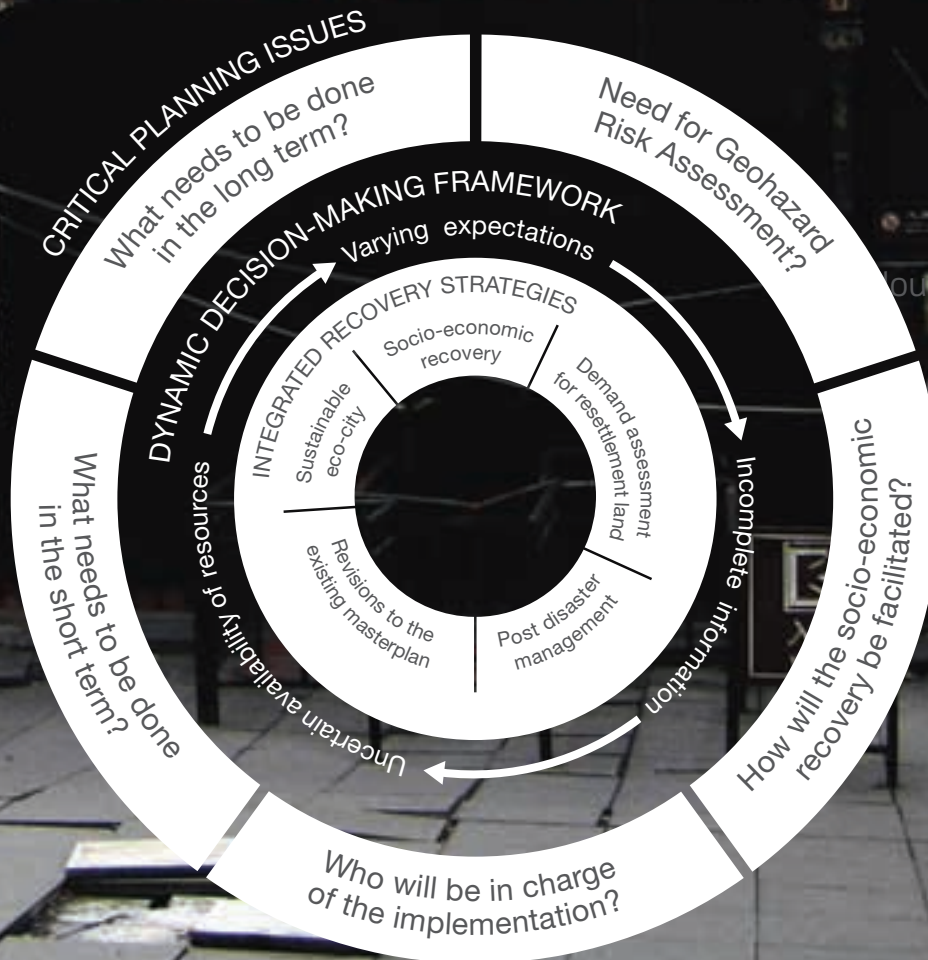 CRITICAL PLANNING ISSUES
What needs to be done
in the long term?
Need for Geohazard
Risk Assessment?
How will the socio-economic
recovery be facilitated?
Who will be in charge
of the implementation?
What needs to be done
in the short term?
DYNAMIC DECISION-MAKING FRAMEWORK
Varying expectations
Incomplete information
Uncertain availability of resources
INTEGRATED RECOVERY STRATEGIES
Socio-economic
recovery
Demand assessment
for resettlement land
Post disaster
management
Revisions to the
existing masterplan
Sustainable
eco-city